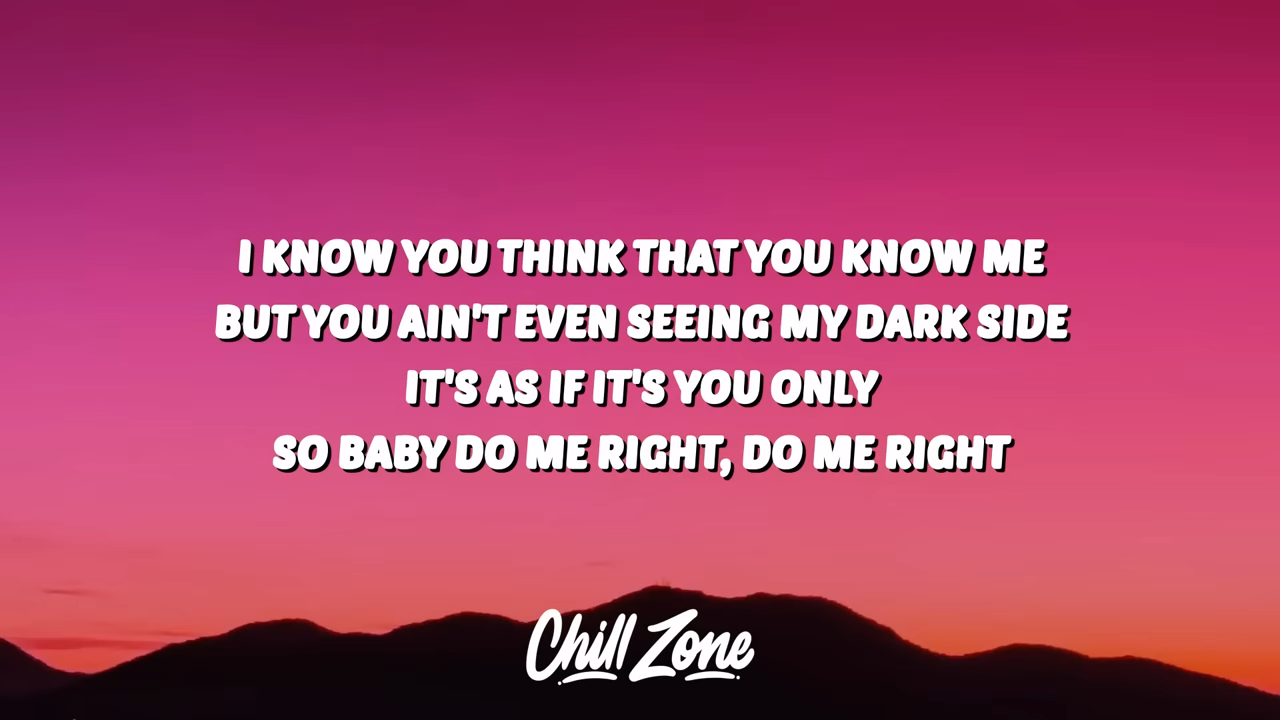 I KNOW YOU THINK THAT YOU KNOW ME
BUT YOU AIN'T EVEN SEEING MY DARK SIDE
IT'S AS IF IT'S YOU ONLY
SO BABY DO ME RIGHT, DO ME RIGHT
Chill Zone